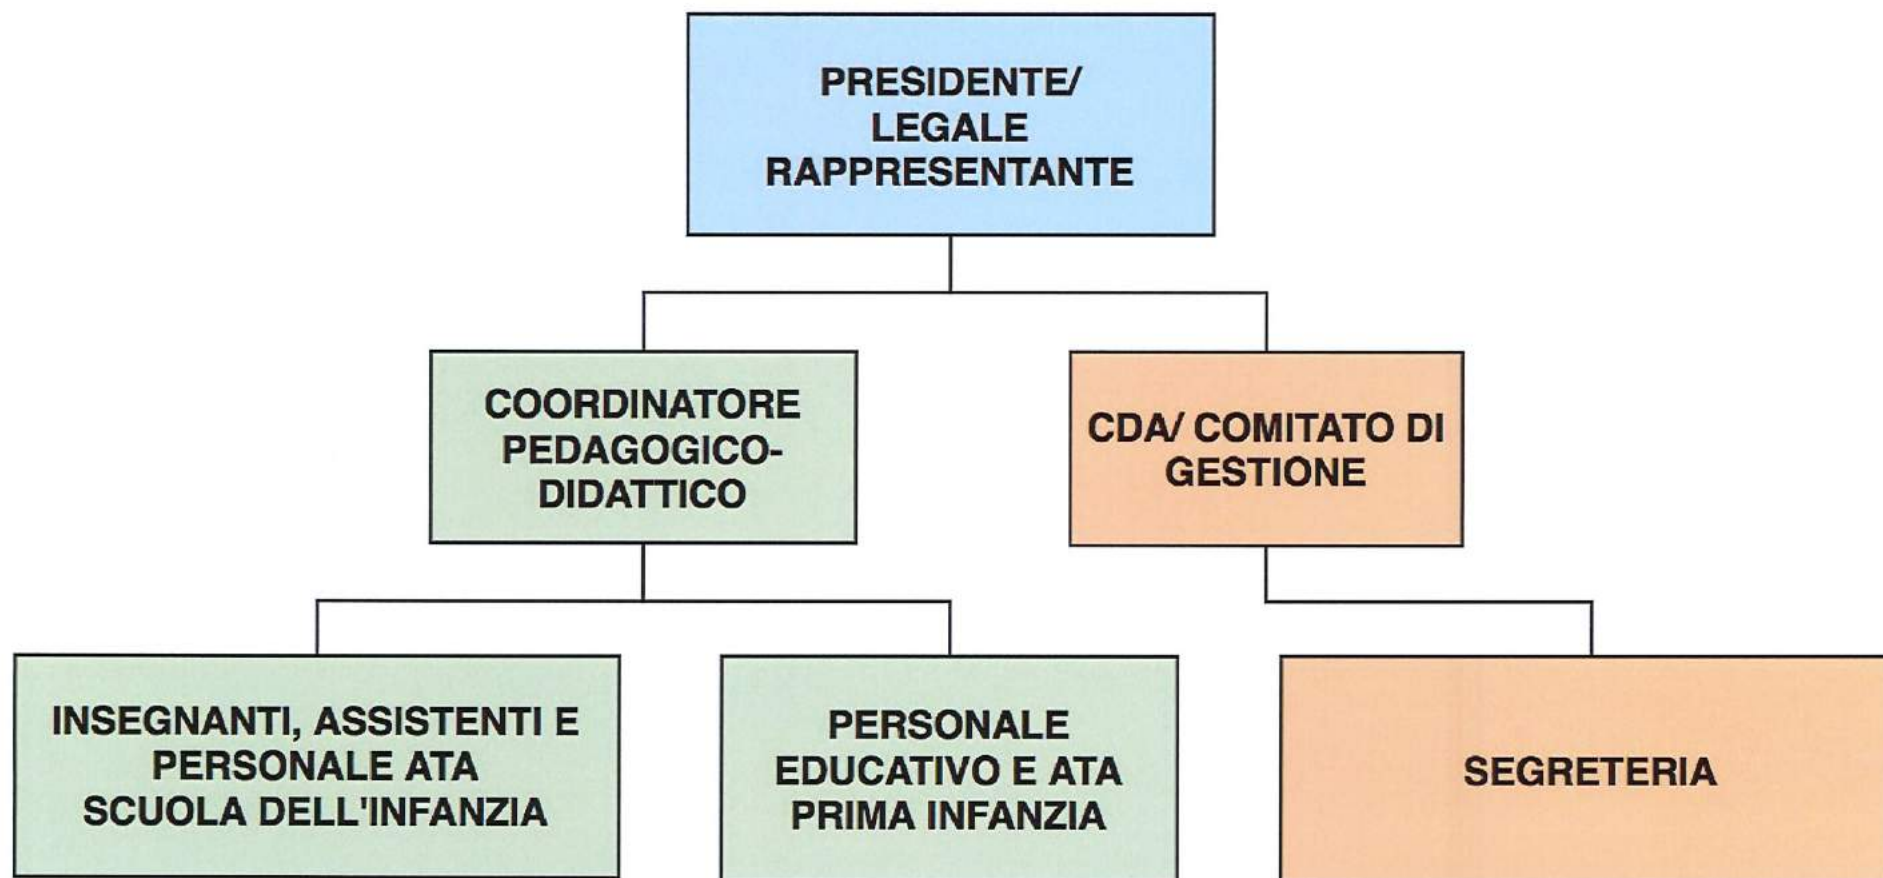 PRESIDENTE/
LEGALE
RAPPRESENTANTE
COORDINATORE
PEDAGOGICO-
DIDATTICO
CDA/ COMITATO DI
GESTIONE
INSEGNANTI, ASSISTENTI E
PERSONALE ATA
SCUOLA DELL'INFANZIA
PERSONALE
EDUCATIVO E ATA
PRIMA INFANZIA
SEGRETERIA